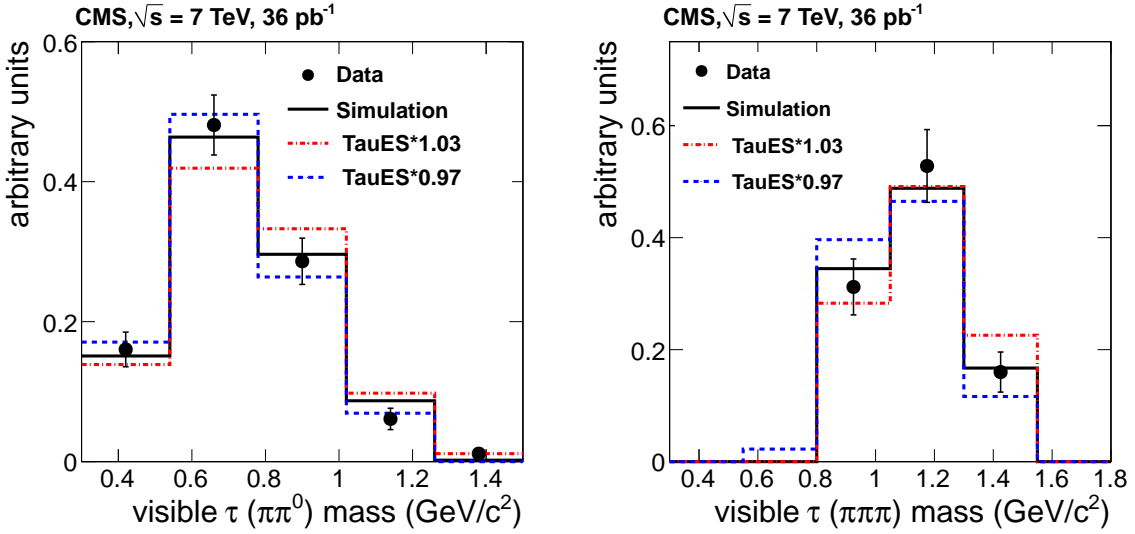 CMS,√s = 7 TeV, 36 pb⁻¹
arbitrary units
0.6
0.4
0.2
0
Data
Simulation
TauES*1.03
TauES*0.97
0.4 0.6 0.8 1 1.2 1.4
visible τ (ππ⁰) mass (GeV/c²)
CMS,√s = 7 TeV, 36 pb⁻¹
arbitrary units
0.6
0.4
0.2
0
Data
Simulation
TauES*1.03
TauES*0.97
0.4 0.6 0.8 1 1.2 1.4 1.6 1.8
visible τ (πππ) mass (GeV/c²)